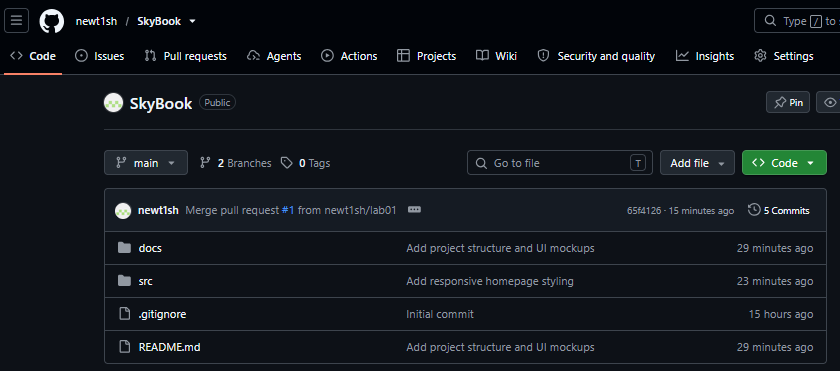 newt1sh / SkyBook
Type / to s
Code Issues Pull requests Agents Actions Projects Wiki Security and quality Insights Settings
SkyBook Public Pin
main 2 Branches 0 Tags Go to file T Add file Code
newt1sh Merge pull request #1 from newt1sh/lab01 65f4126 · 15 minutes ago 5 Commits
docs Add project structure and UI mockups 29 minutes ago
src Add responsive homepage styling 23 minutes ago
.gitignore Initial commit 15 hours ago
README.md Add project structure and UI mockups 29 minutes ago